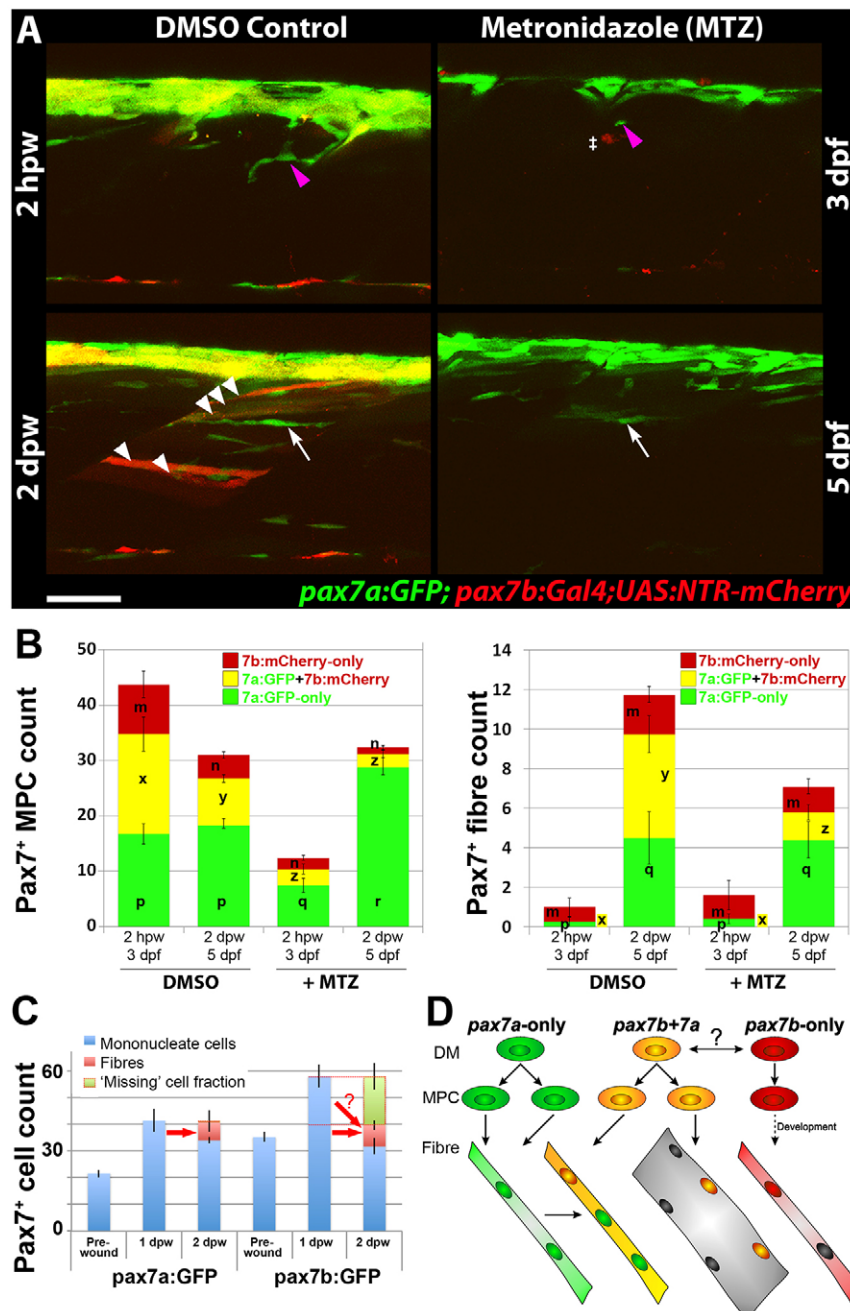 A
DMSO Control
Metronidazole (MTZ)
2 hpw
3 dpf
‡
2 dpw
5 dpf
pax7a:GFP; pax7b:Gal4;UAS:NTR-mCherry
B
Pax7+ MPC count
50
40
30
20
10
0
7b:mCherry-only
7a:GFP+7b:mCherry
7a:GFP-only
m
x
p
n
y
p
n
z
q
n
z
r
2 hpw 2 dpw 2 hpw 2 dpw
3 dpf 5 dpf 3 dpf 5 dpf
DMSO + MTZ
Pax7+ fibre count
14
12
10
8
6
4
2
0
7b:mCherry-only
7a:GFP+7b:mCherry
7a:GFP-only
m
p
x
m
y
q
m
p
x
m
z
q
2 hpw 2 dpw 2 hpw 2 dpw
3 dpf 5 dpf 3 dpf 5 dpf
DMSO + MTZ
C
Mononucleate cells
Fibres
'Missing' cell fraction
Pax7+ cell count
60
30
0
?
Pre-wound 1 dpw 2 dpw Pre-wound 1 dpw 2 dpw
pax7a:GFP pax7b:GFP
D
pax7a-only pax7b+7a pax7b-only
?
DM
MPC
Development
Fibre